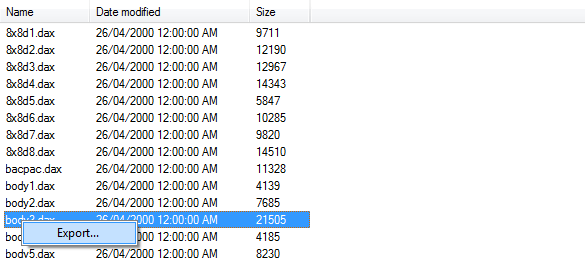 Name Date modified Size
8x8d1.dax 26/04/2000 12:00:00 AM 9711
8x8d2.dax 26/04/2000 12:00:00 AM 12190
8x8d3.dax 26/04/2000 12:00:00 AM 12967
8x8d4.dax 26/04/2000 12:00:00 AM 14343
8x8d5.dax 26/04/2000 12:00:00 AM 5847
8x8d6.dax 26/04/2000 12:00:00 AM 10285
8x8d7.dax 26/04/2000 12:00:00 AM 9820
8x8d8.dax 26/04/2000 12:00:00 AM 14510
bacpac.dax 26/04/2000 12:00:00 AM 11328
body1.dax 26/04/2000 12:00:00 AM 4139
body2.dax 26/04/2000 12:00:00 AM 7685
body3.dax 26/04/2000 12:00:00 AM 21505
Export...
26/04/2000 12:00:00 AM 4185
body5.dax 26/04/2000 12:00:00 AM 8230